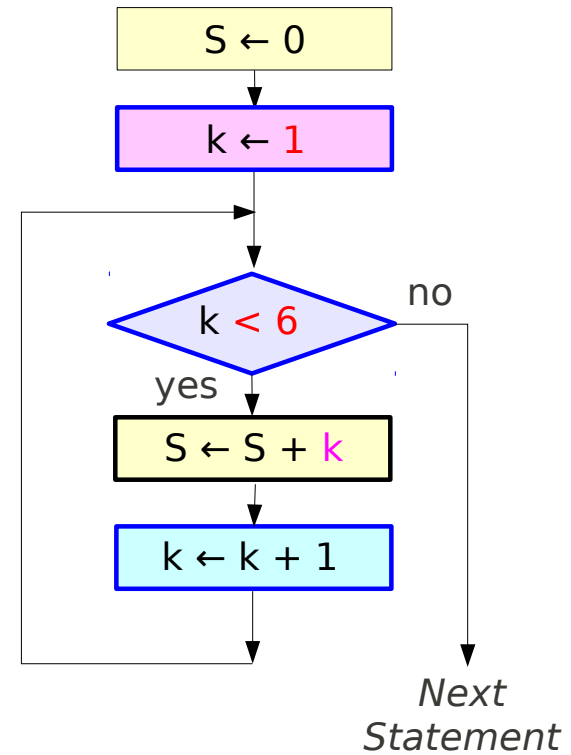 S ← 0
k ← 1
k < 6
no
yes
S ← S + k
k ← k + 1
Next
Statement